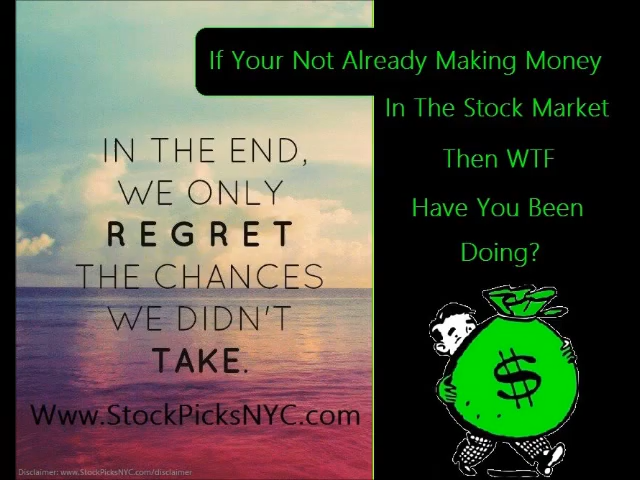 If Your Not Already Making Money
In The Stock Market
Then WTF
Have You Been
Doing?
IN THE END,
WE ONLY
REGRET
THE CHANCES
WE DIDN'T
TAKE.
Www.StockPicksNYC.com
Disclaimer: www.StockPicksNYC.com/disclaimer
$